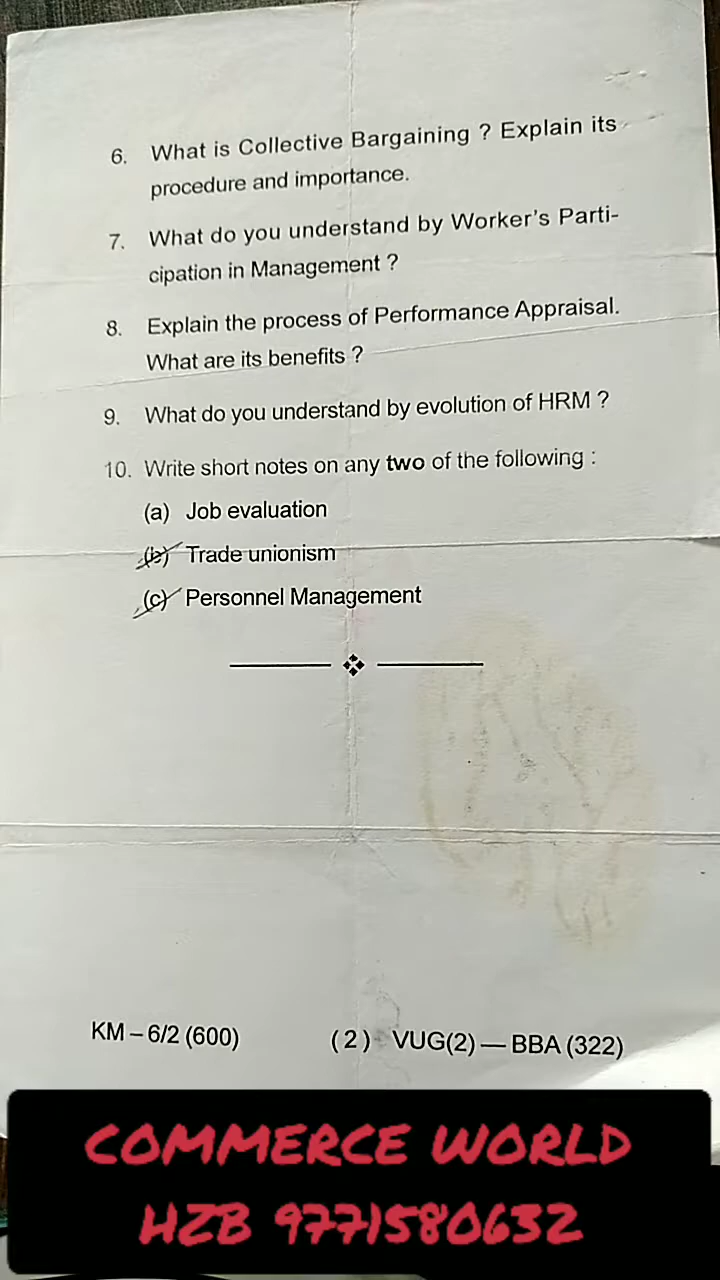 6. What is Collective Bargaining ? Explain its
procedure and importance.
7. What do you understand by Worker's Parti-
cipation in Management ?
8. Explain the process of Performance Appraisal.
What are its benefits ?
9. What do you understand by evolution of HRM ?
10. Write short notes on any two of the following :
(a) Job evaluation
(b) Trade unionism
(c) Personnel Management
KM – 6/2 (600) (2) VUG(2) — BBA (322)
COMMERCE WORLD
HZB 9771580632